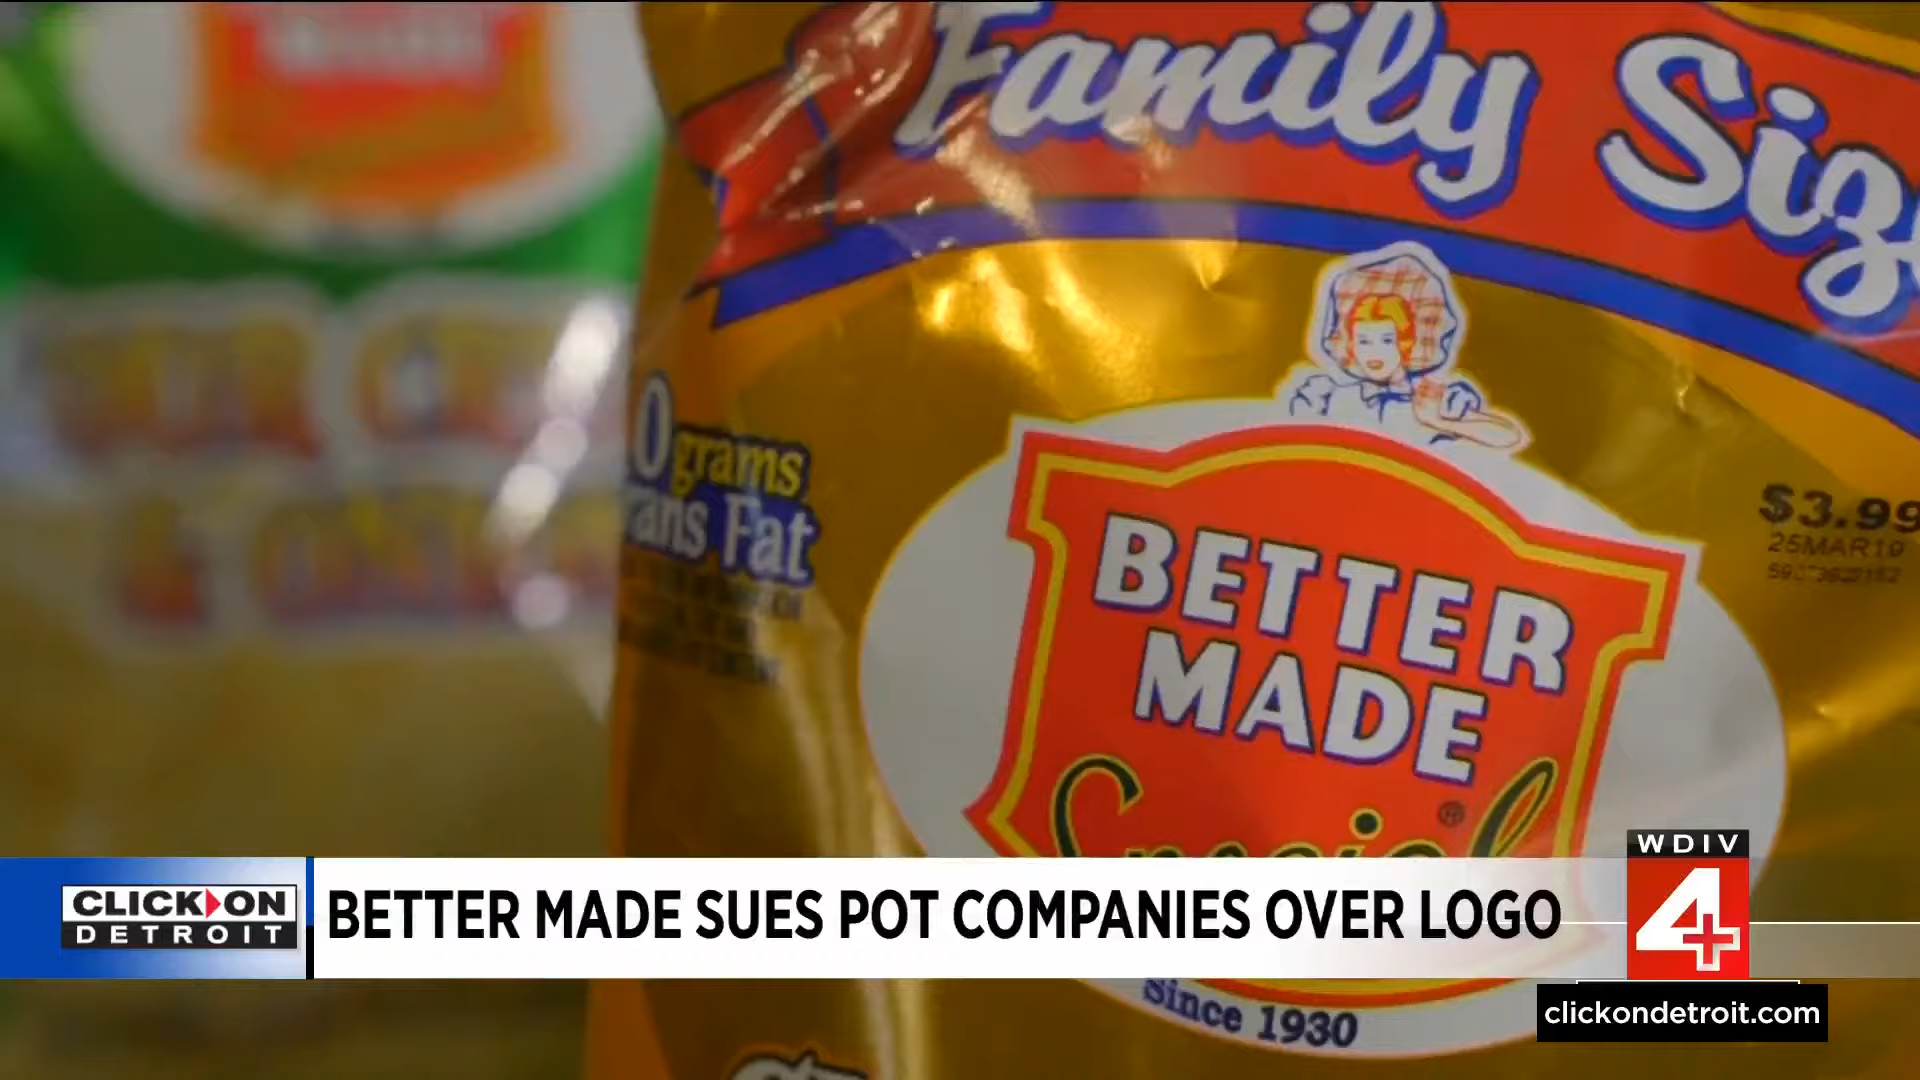 Family Siz
0 grams
rans Fat
$3.99
25MAR19
BETTER
MADE
Special
®
Since 1930
WDIV
4
CLICK ON
DETROIT
BETTER MADE SUES POT COMPANIES OVER LOGO
clickondetroit.com